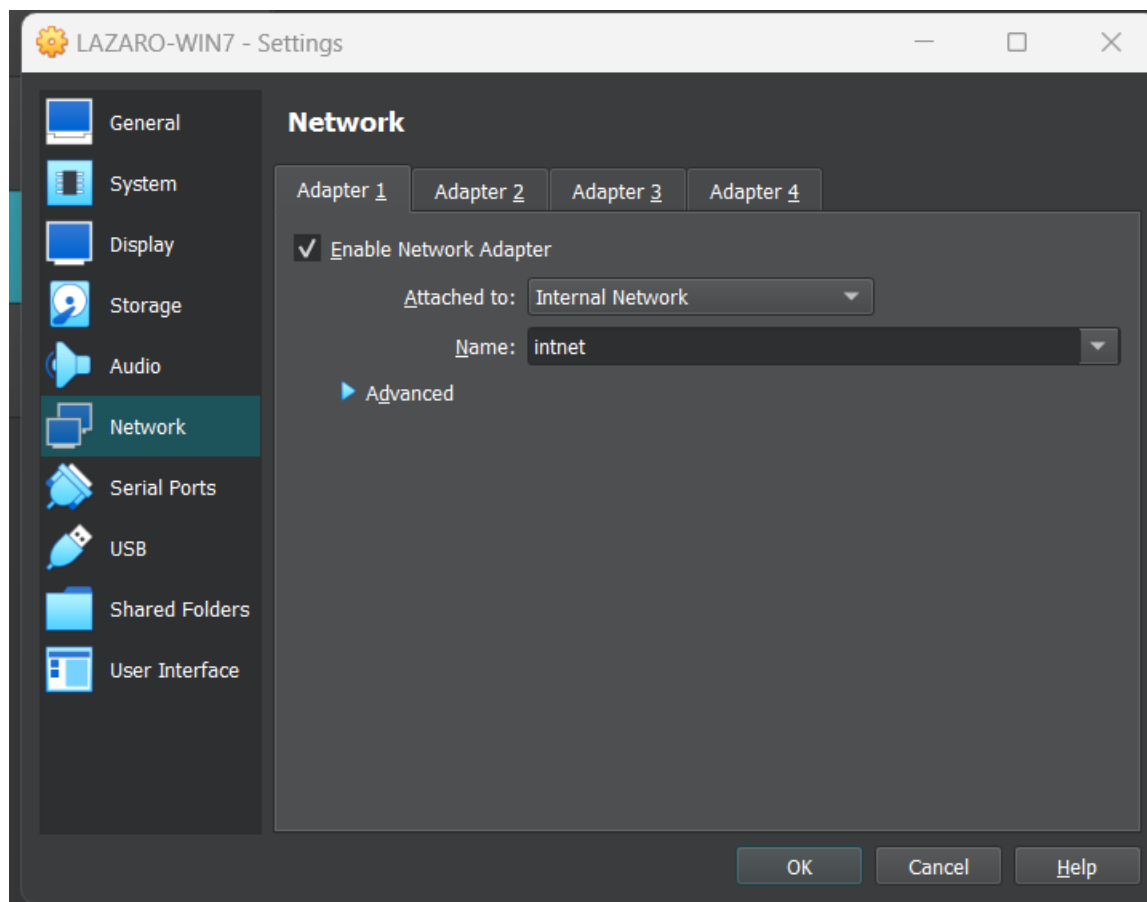 LAZARO-WIN7 - Settings
General
System
Display
Storage
Audio
Network
Serial Ports
USB
Shared Folders
User Interface
Network
Adapter 1
Adapter 2
Adapter 3
Adapter 4
Enable Network Adapter
Attached to: Internal Network
Name: intnet
Advanced
OK
Cancel
Help